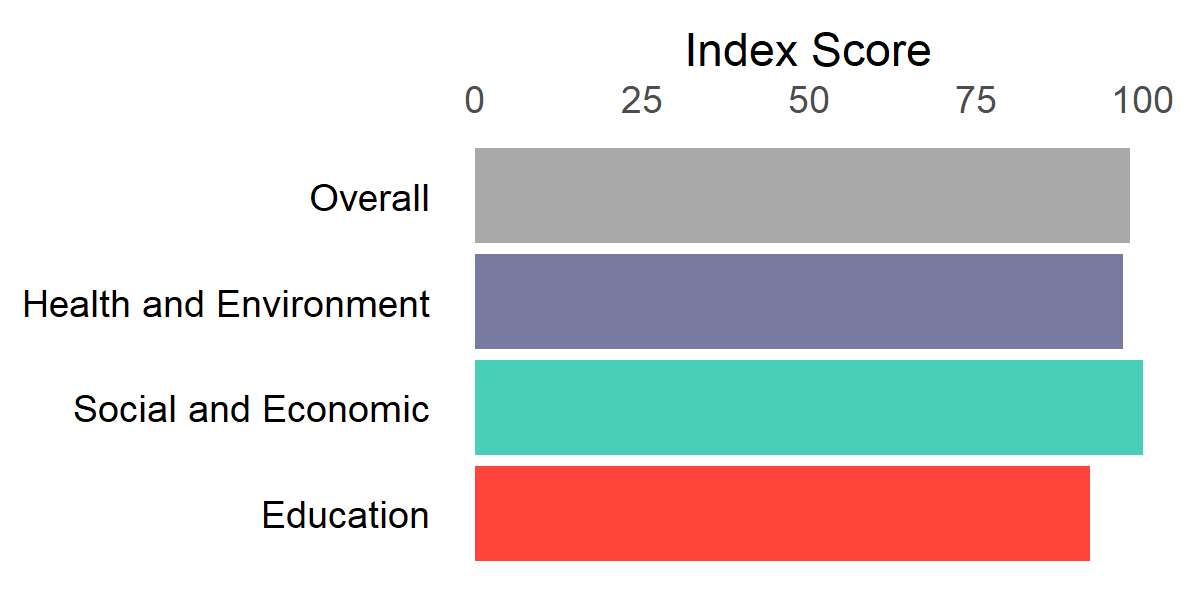 Index Score
0 25 50 75 100
Overall
Health and Environment
Social and Economic
Education